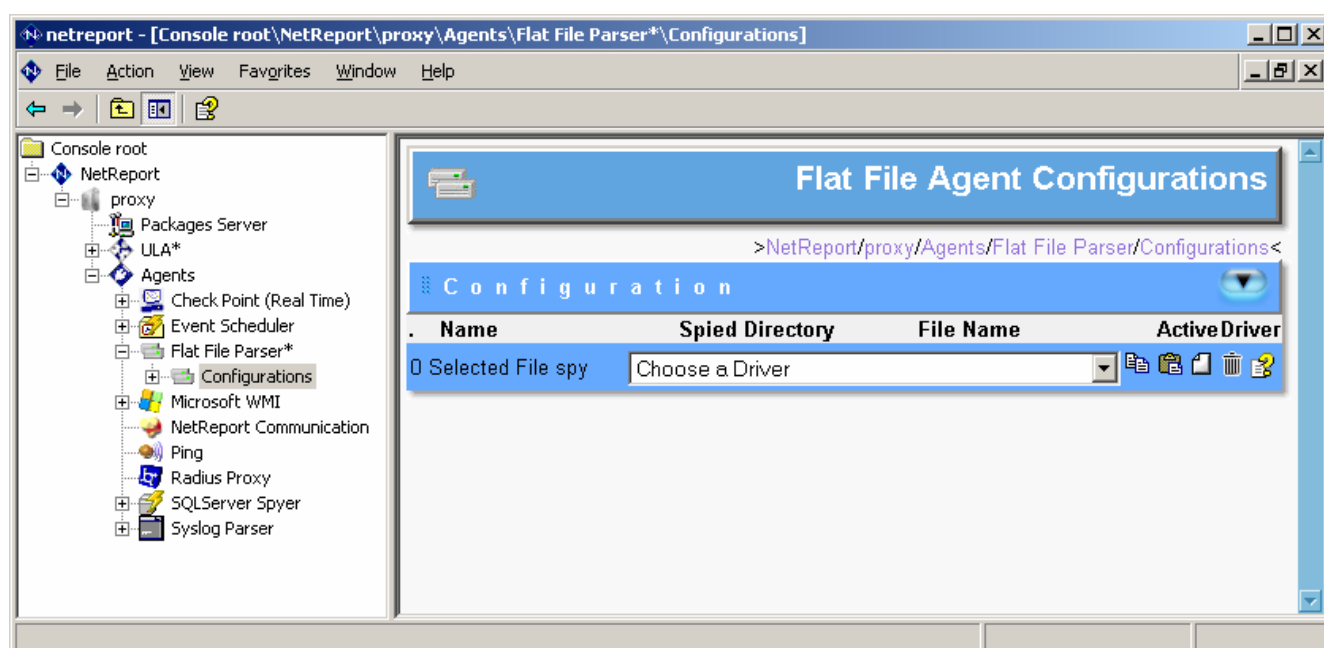 netreport - [Console root\NetReport\proxy\Agents\Flat File Parser*\Configurations]
File Action View Favorites Window Help
Console root
NetReport
proxy
Packages Server
ULA*
Agents
Check Point (Real Time)
Event Scheduler
Flat File Parser*
Configurations
Microsoft WMI
NetReport Communication
Ping
Radius Proxy
SQLServer Spyer
Syslog Parser
Flat File Agent Configurations
>NetReport/proxy/Agents/Flat File Parser/Configurations<
Configuration
. Name Spied Directory File Name Active Driver
0 Selected File spy Choose a Driver